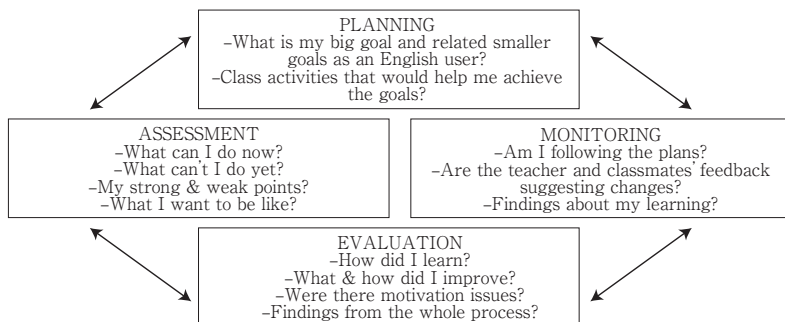 PLANNING
–What is my big goal and related smaller
goals as an English user?
–Class activities that would help me achieve
the goals?
ASSESSMENT
–What can I do now?
–What can't I do yet?
–My strong & weak points?
–What I want to be like?
MONITORING
–Am I following the plans?
–Are the teacher and classmates' feedback
suggesting changes?
–Findings about my learning?
EVALUATION
–How did I learn?
–What & how did I improve?
–Were there motivation issues?
–Findings from the whole process?